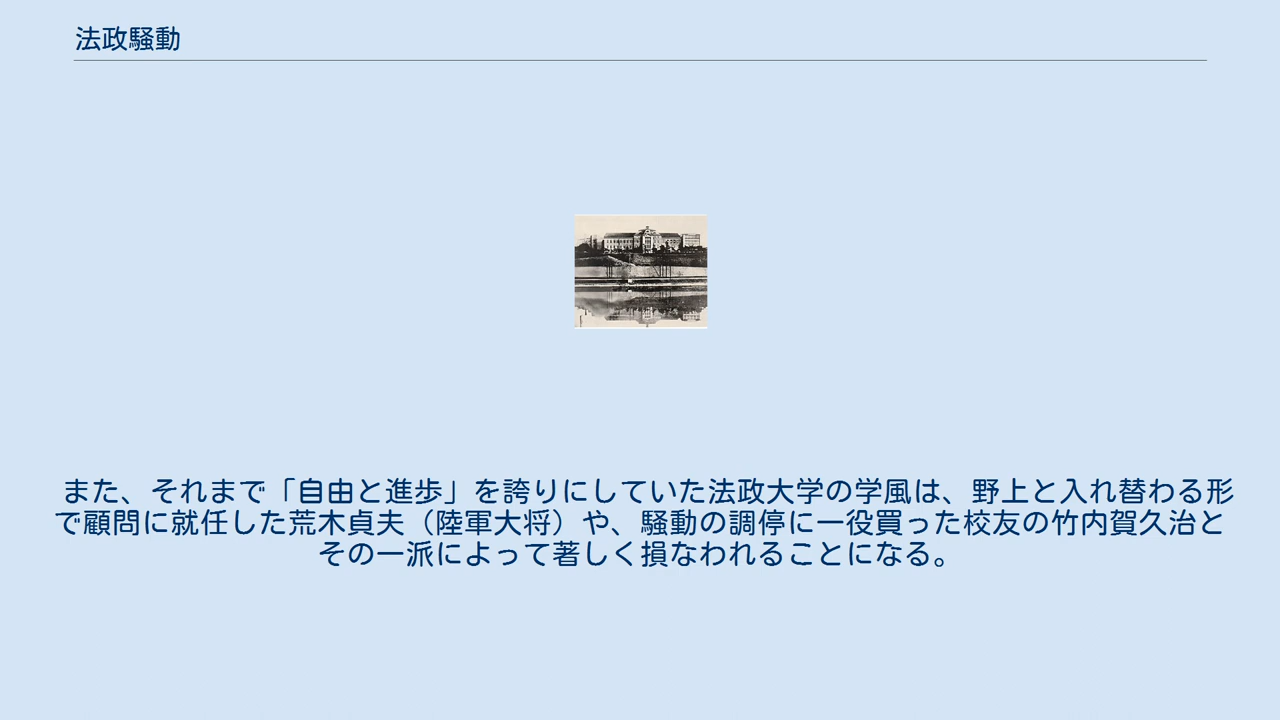 法政騒動
また、それまで「自由と進歩」を誇りにしていた法政大学の学風は、野上と入れ替わる形
で顧問に就任した荒木貞夫（陸軍大将）や、騒動の調停に一役買った校友の竹内賀久治と
その一派によって著しく損なわれることになる。